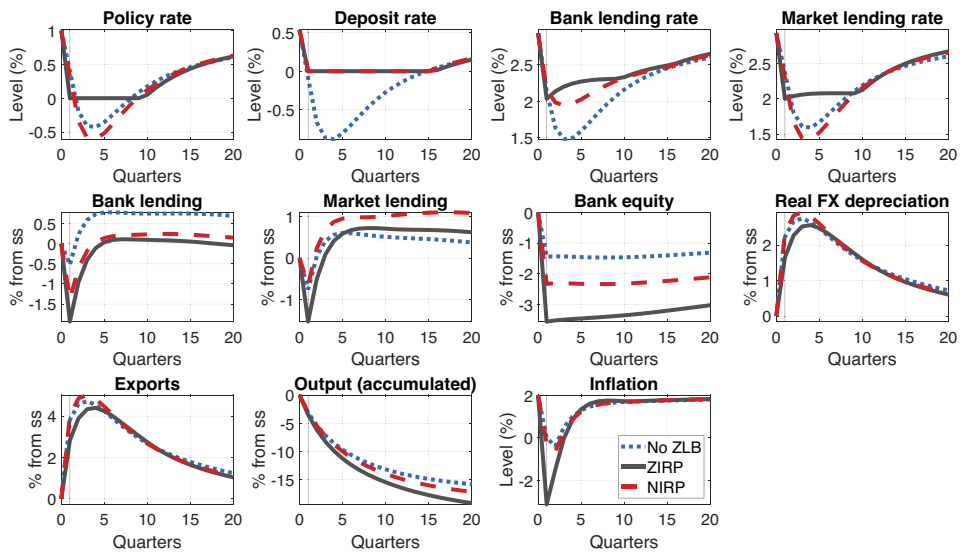 Policy rate
Level (%)
1
0.5
0
-0.5
0 5 10 15 20
Quarters
Deposit rate
Level (%)
0.5
0
-0.5
0 5 10 15 20
Quarters
Bank lending rate
Level (%)
2.5
2
1.5
0 5 10 15 20
Quarters
Market lending rate
Level (%)
2.5
2
1.5
0 5 10 15 20
Quarters
Bank lending
% from ss
0.5
0
-0.5
-1
-1.5
0 5 10 15 20
Quarters
Market lending
% from ss
1
0
1
0 5 10 15 20
Quarters
Bank equity
% from ss
0
-1
-2
-3
0 5 10 15 20
Quarters
Real FX depreciation
% from ss
2
1
0
0 5 10 15 20
Quarters
Exports
% from ss
4
2
0
0 5 10 15 20
Quarters
Output (accumulated)
% from ss
0
-5
-10
-15
0 5 10 15 20
Quarters
Inflation
Level (%)
2
0
-2
0 5 10 15 20
Quarters
No ZLB
ZIRP
NIRP